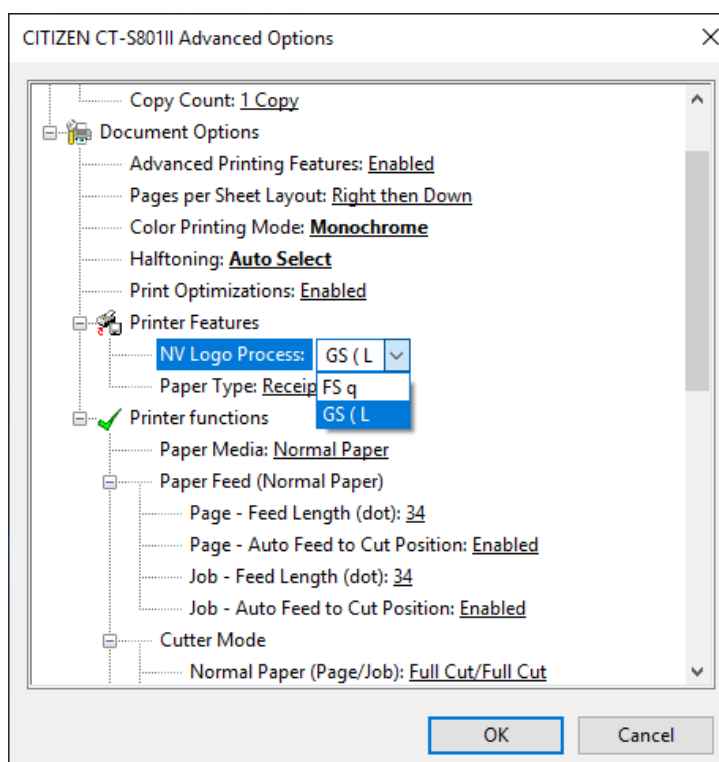 CITIZEN CT-S801II Advanced Options
Copy Count: 1 Copy
Document Options
Advanced Printing Features: Enabled
Pages per Sheet Layout: Right then Down
Color Printing Mode: Monochrome
Halftoning: Auto Select
Print Optimizations: Enabled
Printer Features
NV Logo Process: GS ( L
Paper Type: Receip
FS q
GS ( L
Printer functions
Paper Media: Normal Paper
Paper Feed (Normal Paper)
Page - Feed Length (dot): 34
Page - Auto Feed to Cut Position: Enabled
Job - Feed Length (dot): 34
Job - Auto Feed to Cut Position: Enabled
Cutter Mode
Normal Paper (Page/Job): Full Cut/Full Cut
OK Cancel